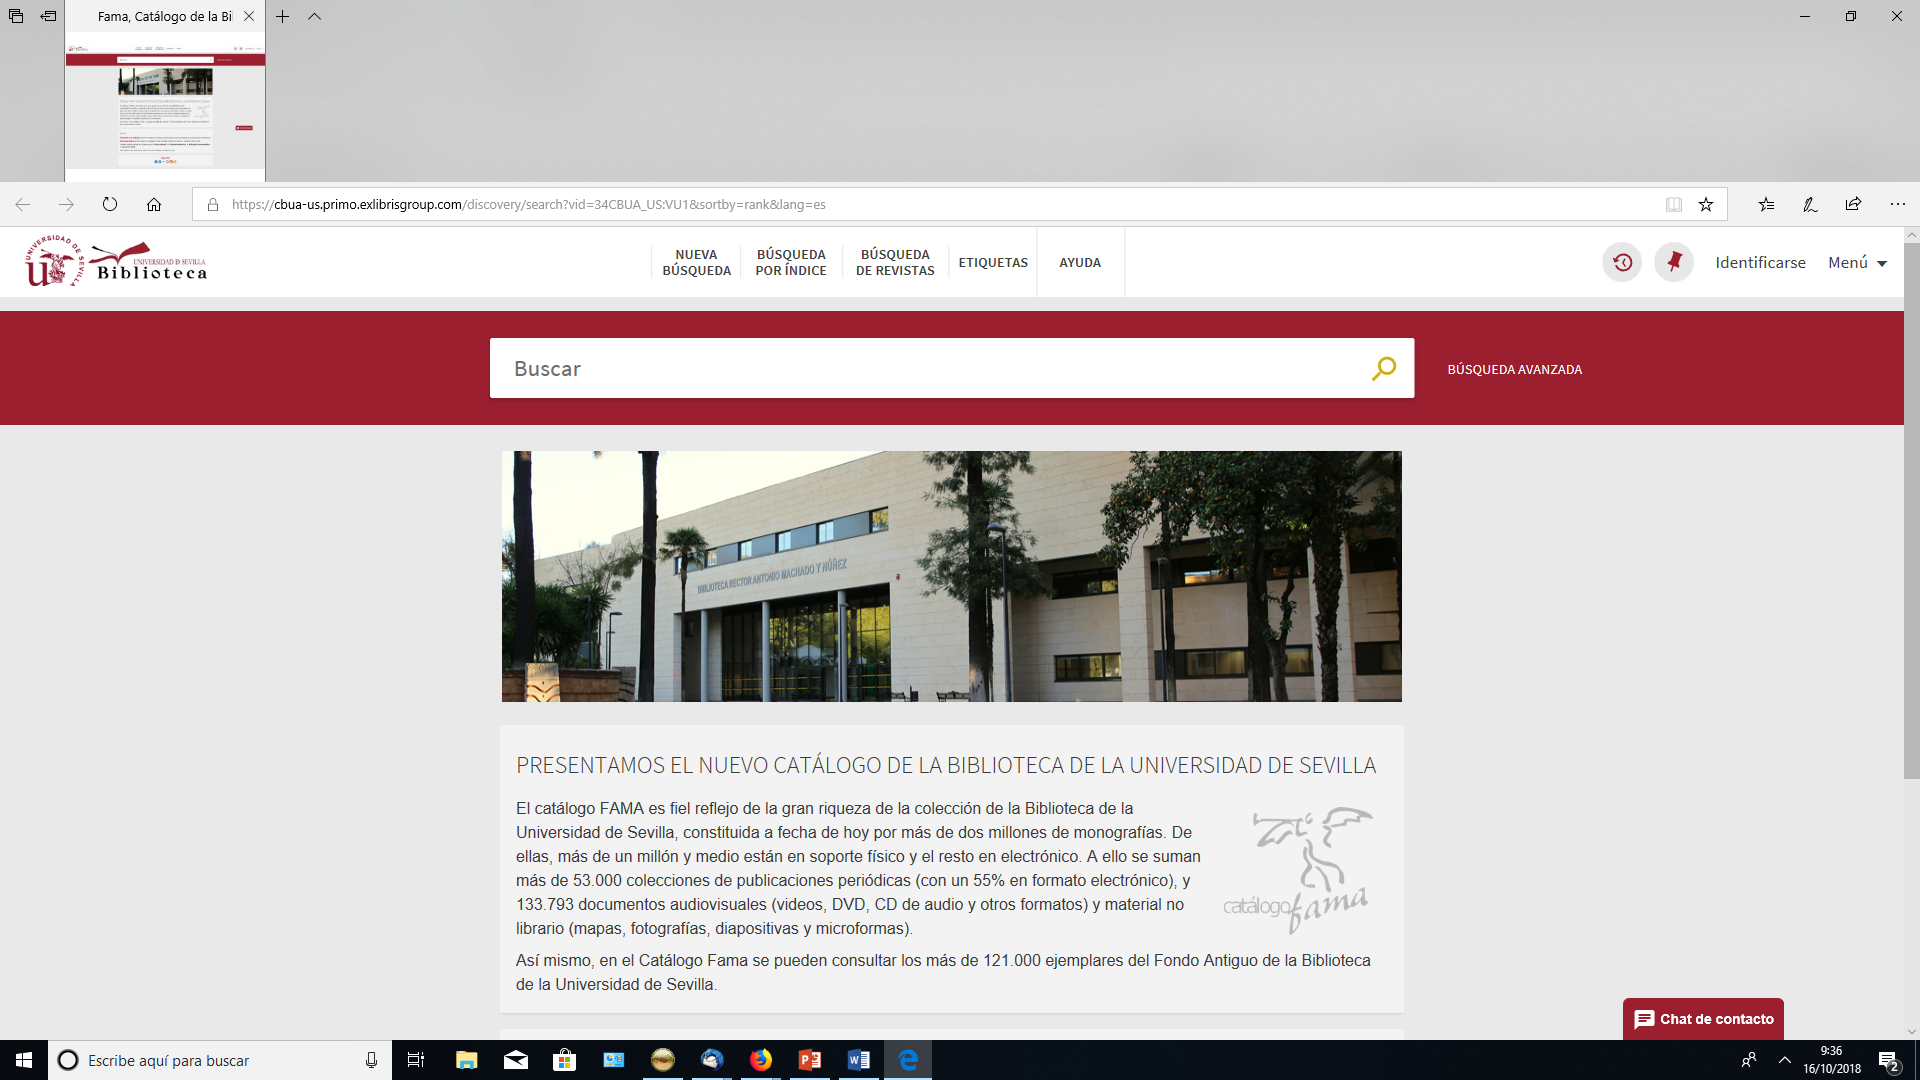 Fama, Catálogo de la Bi
https://cbua-us.primo.exlibrisgroup.com/discovery/search?vid=34CBUA_US:VU1&sortby=rank&lang=es
UNIVERSIDAD DE SEVILLA
UNIVERSIDAD D SEVILLA
Biblioteca
NUEVA
BÚSQUEDA
BÚSQUEDA
POR ÍNDICE
BÚSQUEDA
DE REVISTAS
ETIQUETAS
AYUDA
Identificarse
Menú
Buscar
BÚSQUEDA AVANZADA
BIBLIOTECA RECTOR ANTONIO MACHADO Y NÚÑEZ
PRESENTAMOS EL NUEVO CATÁLOGO DE LA BIBLIOTECA DE LA UNIVERSIDAD DE SEVILLA
El catálogo FAMA es fiel reflejo de la gran riqueza de la colección de la Biblioteca de la
Universidad de Sevilla, constituida a fecha de hoy por más de dos millones de monografías. De
ellas, más de un millón y medio están en soporte físico y el resto en electrónico. A ello se suman
más de 53.000 colecciones de publicaciones periódicas (con un 55% en formato electrónico), y
133.793 documentos audiovisuales (videos, DVD, CD de audio y otros formatos) y material no
librario (mapas, fotografías, diapositivas y microformas).
catálogo fama
Así mismo, en el Catálogo Fama se pueden consultar los más de 121.000 ejemplares del Fondo Antiguo de la Biblioteca
de la Universidad de Sevilla.
Chat de contacto
Escribe aquí para buscar
9:36
16/10/2018
2